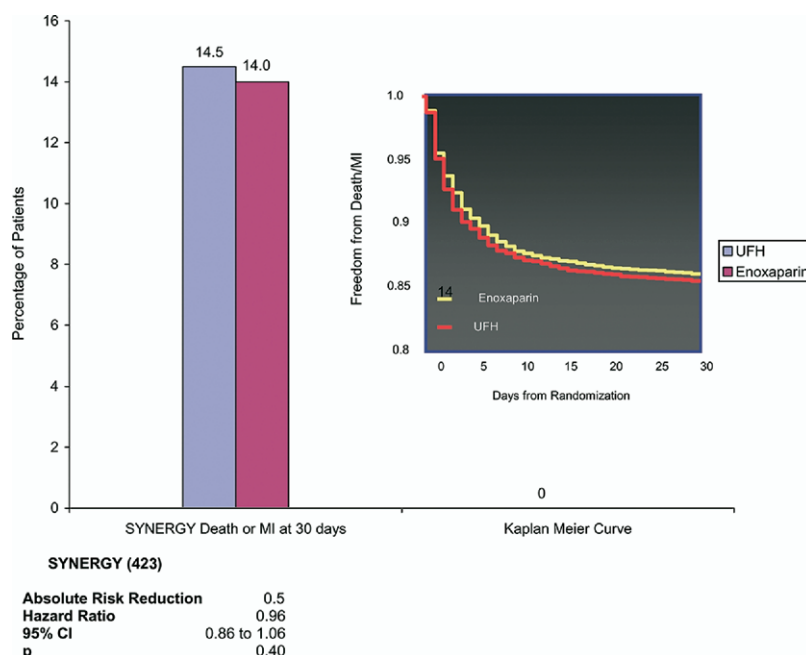 16
14
12
10
8
6
4
2
0
Percentage of Patients
14.5
14.0
0
SYNERGY Death or MI at 30 days
Kaplan Meier Curve
1.0
0.95
0.9
0.85
0.8
Freedom from Death/MI
14
Enoxaparin
UFH
0 5 10 15 20 25 30
Days from Randomization
UFH
Enoxaparin
SYNERGY (423)
Absolute Risk Reduction 0.5
Hazard Ratio 0.96
95% CI 0.86 to 1.06
p 0.40